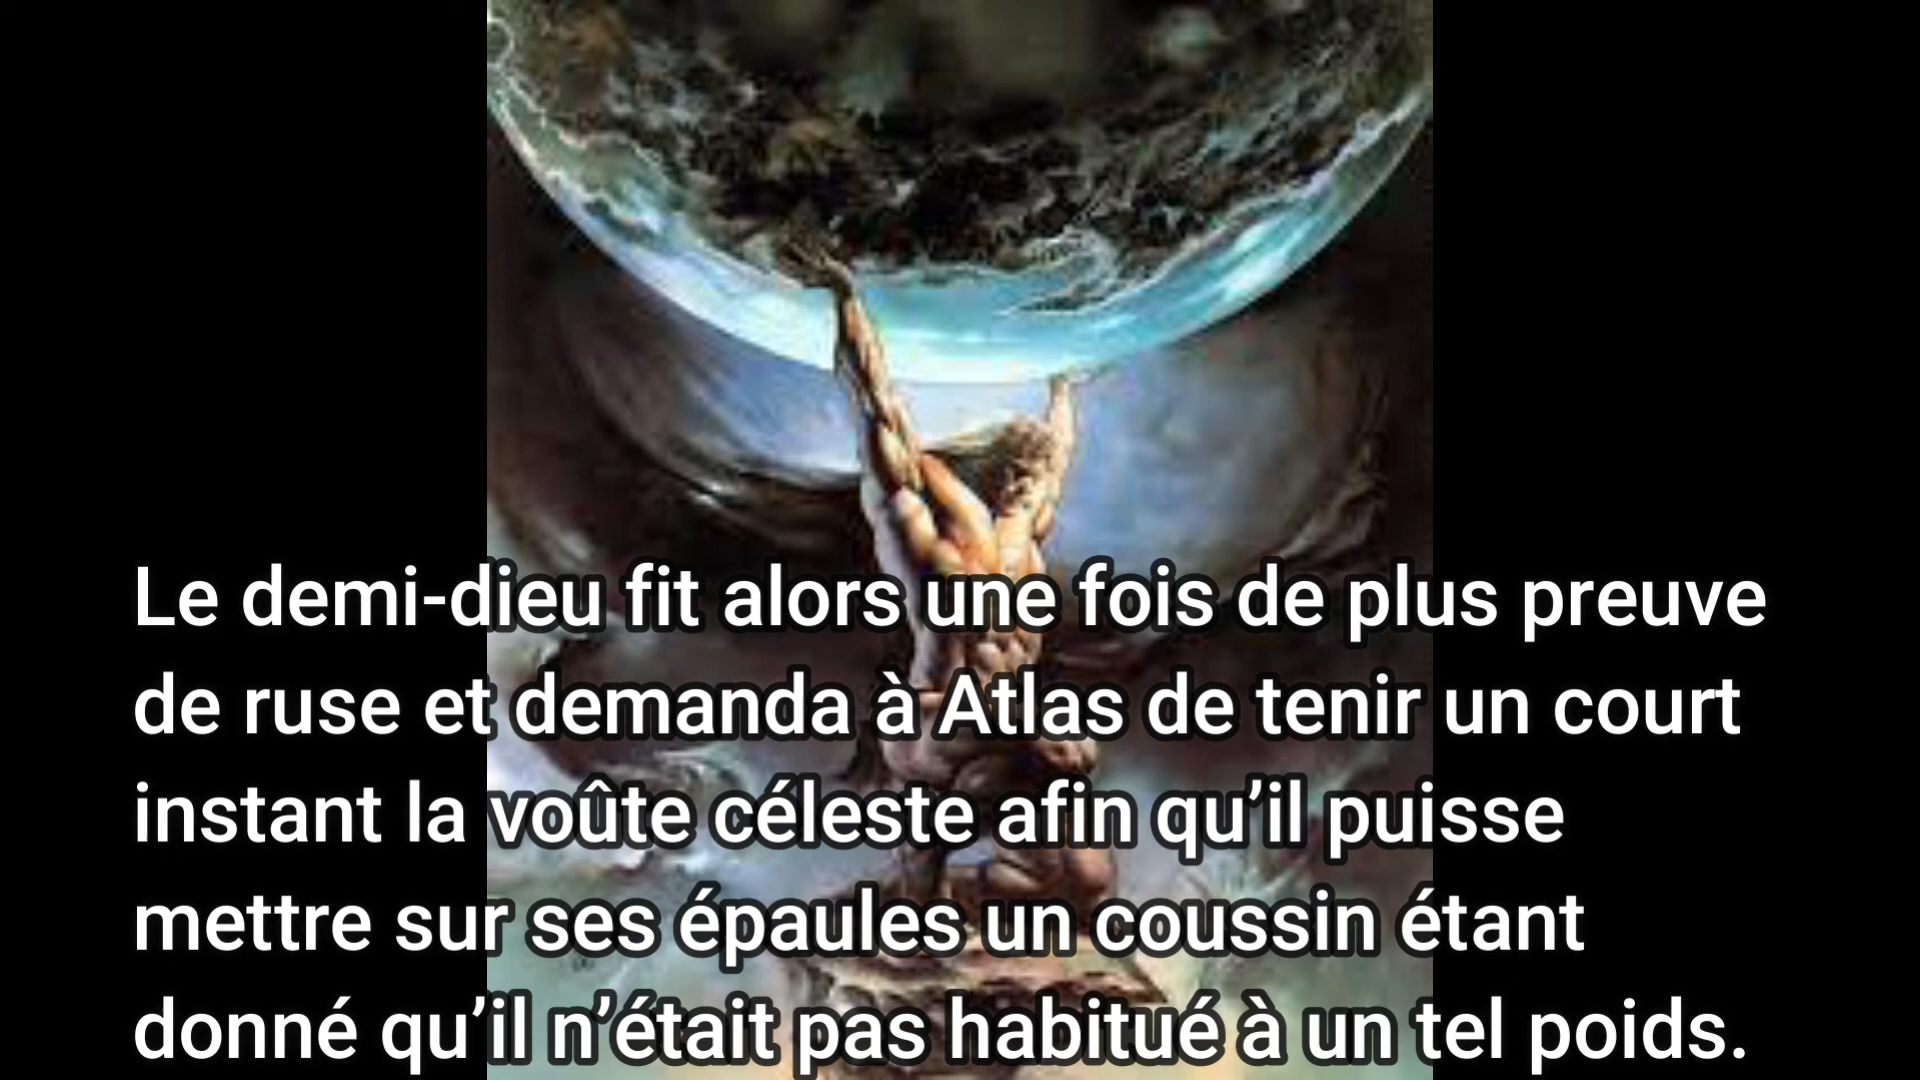 Le demi-dieu fit alors une fois de plus preuve
de ruse et demanda à Atlas de tenir un court
instant la voûte céleste afin qu’il puisse
mettre sur ses épaules un coussin étant
donné qu’il n’était pas habitué à un tel poids.